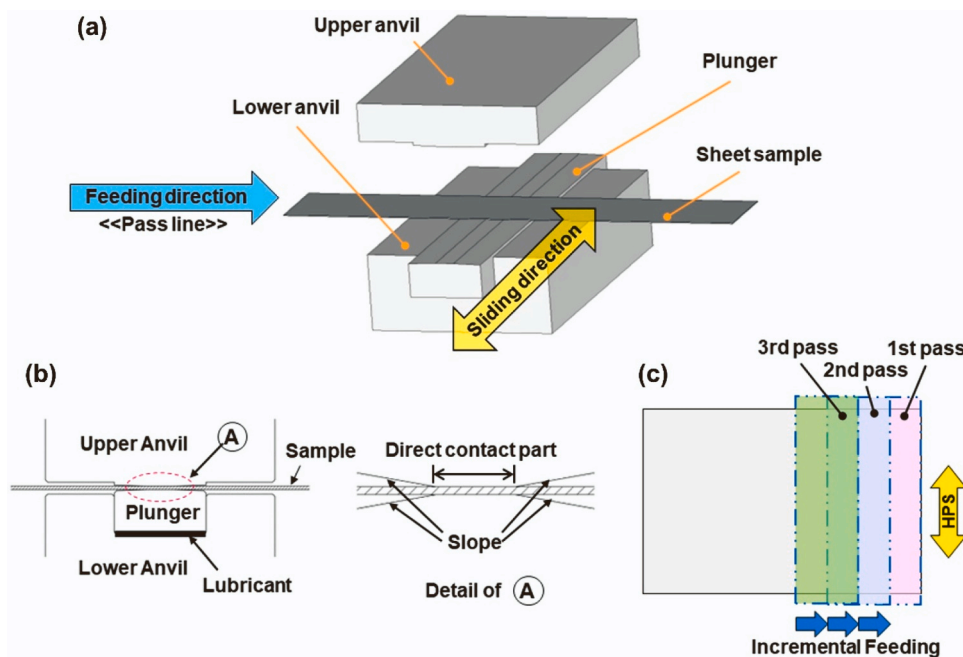 (a)
Upper anvil
Plunger
Lower anvil
Sheet sample
Feeding direction
<<Pass line>>
Sliding direction
(b)
Upper Anvil
A
Sample
Plunger
Lower Anvil
Lubricant
Direct contact part
Slope
Detail of A
(c)
3rd pass
1st pass
2nd pass
HPS
Incremental Feeding